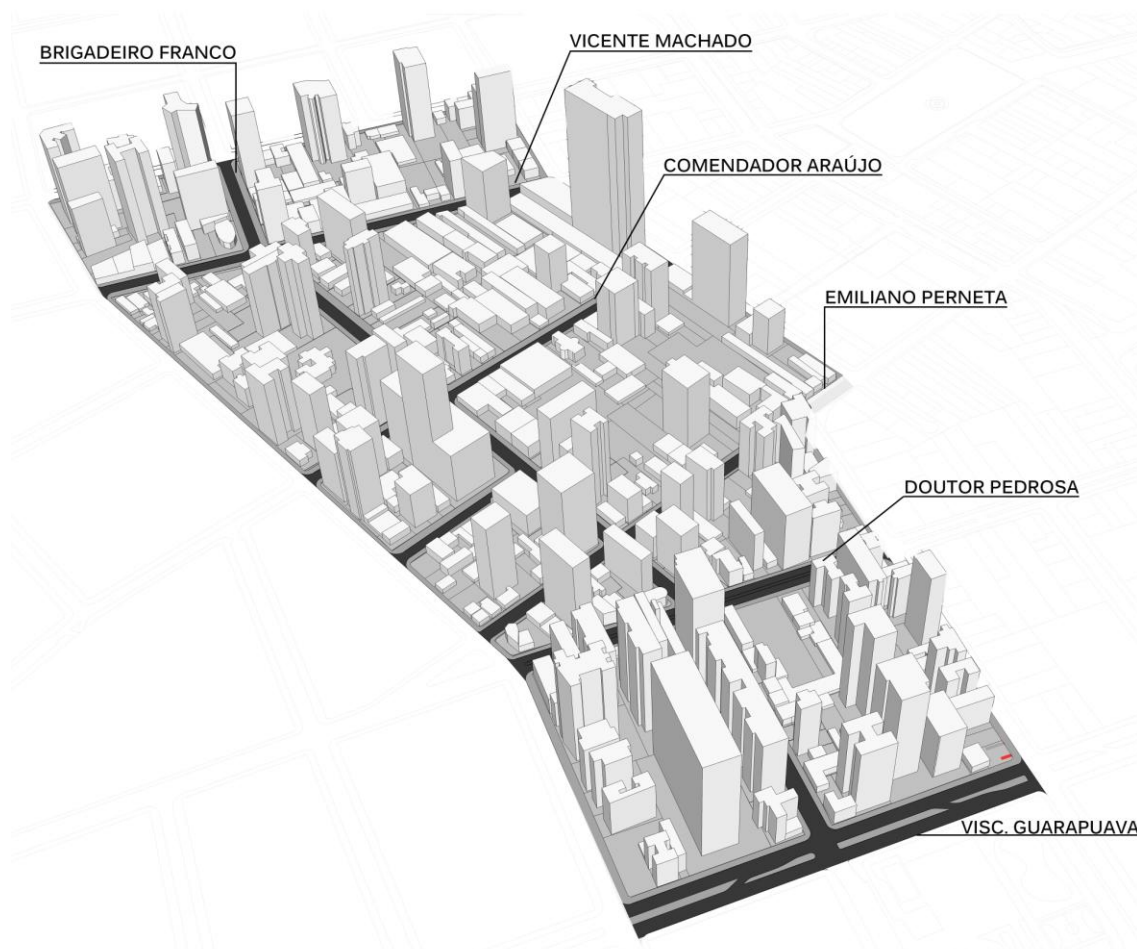 BRIGADEIRO FRANCO
VICENTE MACHADO
COMENDADOR ARAÚJO
EMILIANO PERNETA
DOUTOR PEDROSA
VISC. GUARAPUAVA